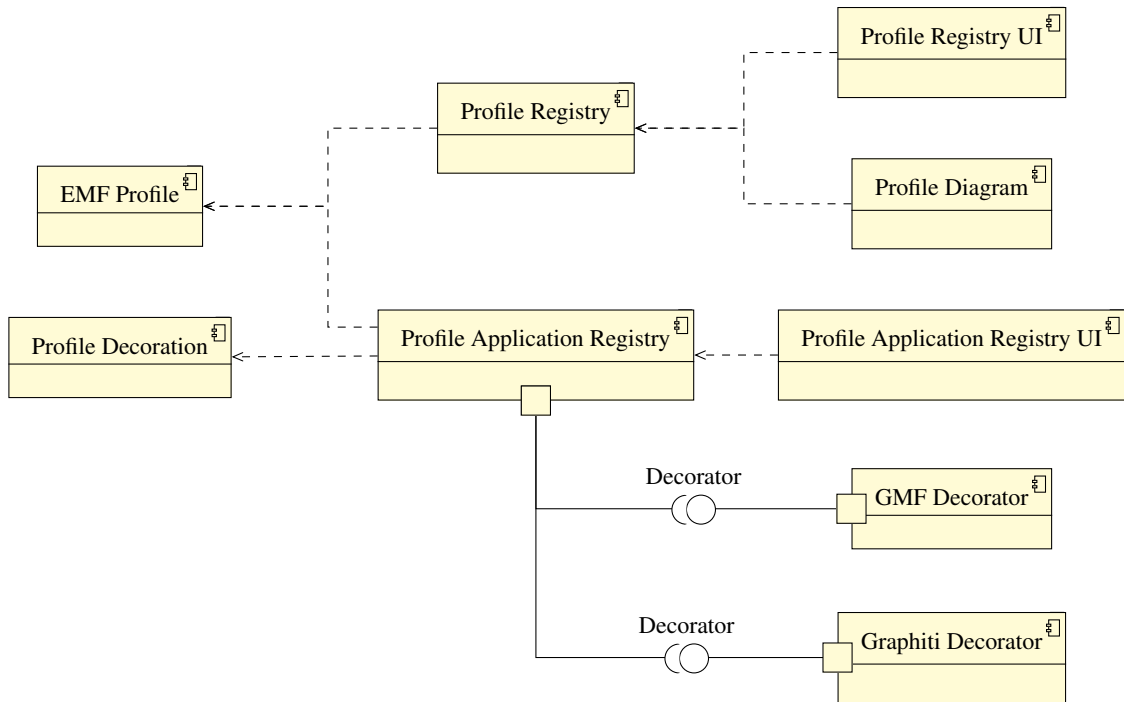 Profile Registry UI
Profile Registry
EMF Profile
Profile Diagram
Profile Decoration
Profile Application Registry
Profile Application Registry UI
Decorator
GMF Decorator
Decorator
Graphiti Decorator